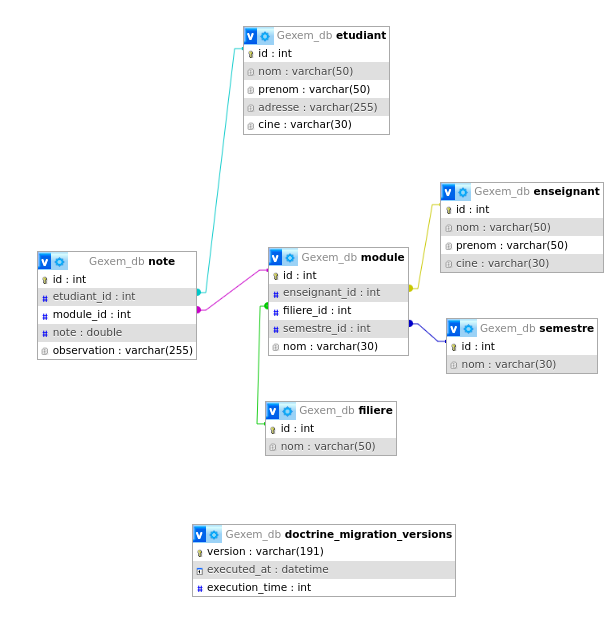 Gexem_db etudiant
id : int
nom : varchar(50)
prenom : varchar(50)
adresse : varchar(255)
cine : varchar(30)
Gexem_db enseignant
id : int
nom : varchar(50)
prenom : varchar(50)
cine : varchar(30)
Gexem_db note
id : int
etudiant_id : int
module_id : int
note : double
observation : varchar(255)
Gexem_db module
id : int
enseignant_id : int
filiere_id : int
semestre_id : int
nom : varchar(30)
Gexem_db semestre
id : int
nom : varchar(30)
Gexem_db filiere
id : int
nom : varchar(50)
Gexem_db doctrine_migration_versions
version : varchar(191)
executed_at : datetime
execution_time : int